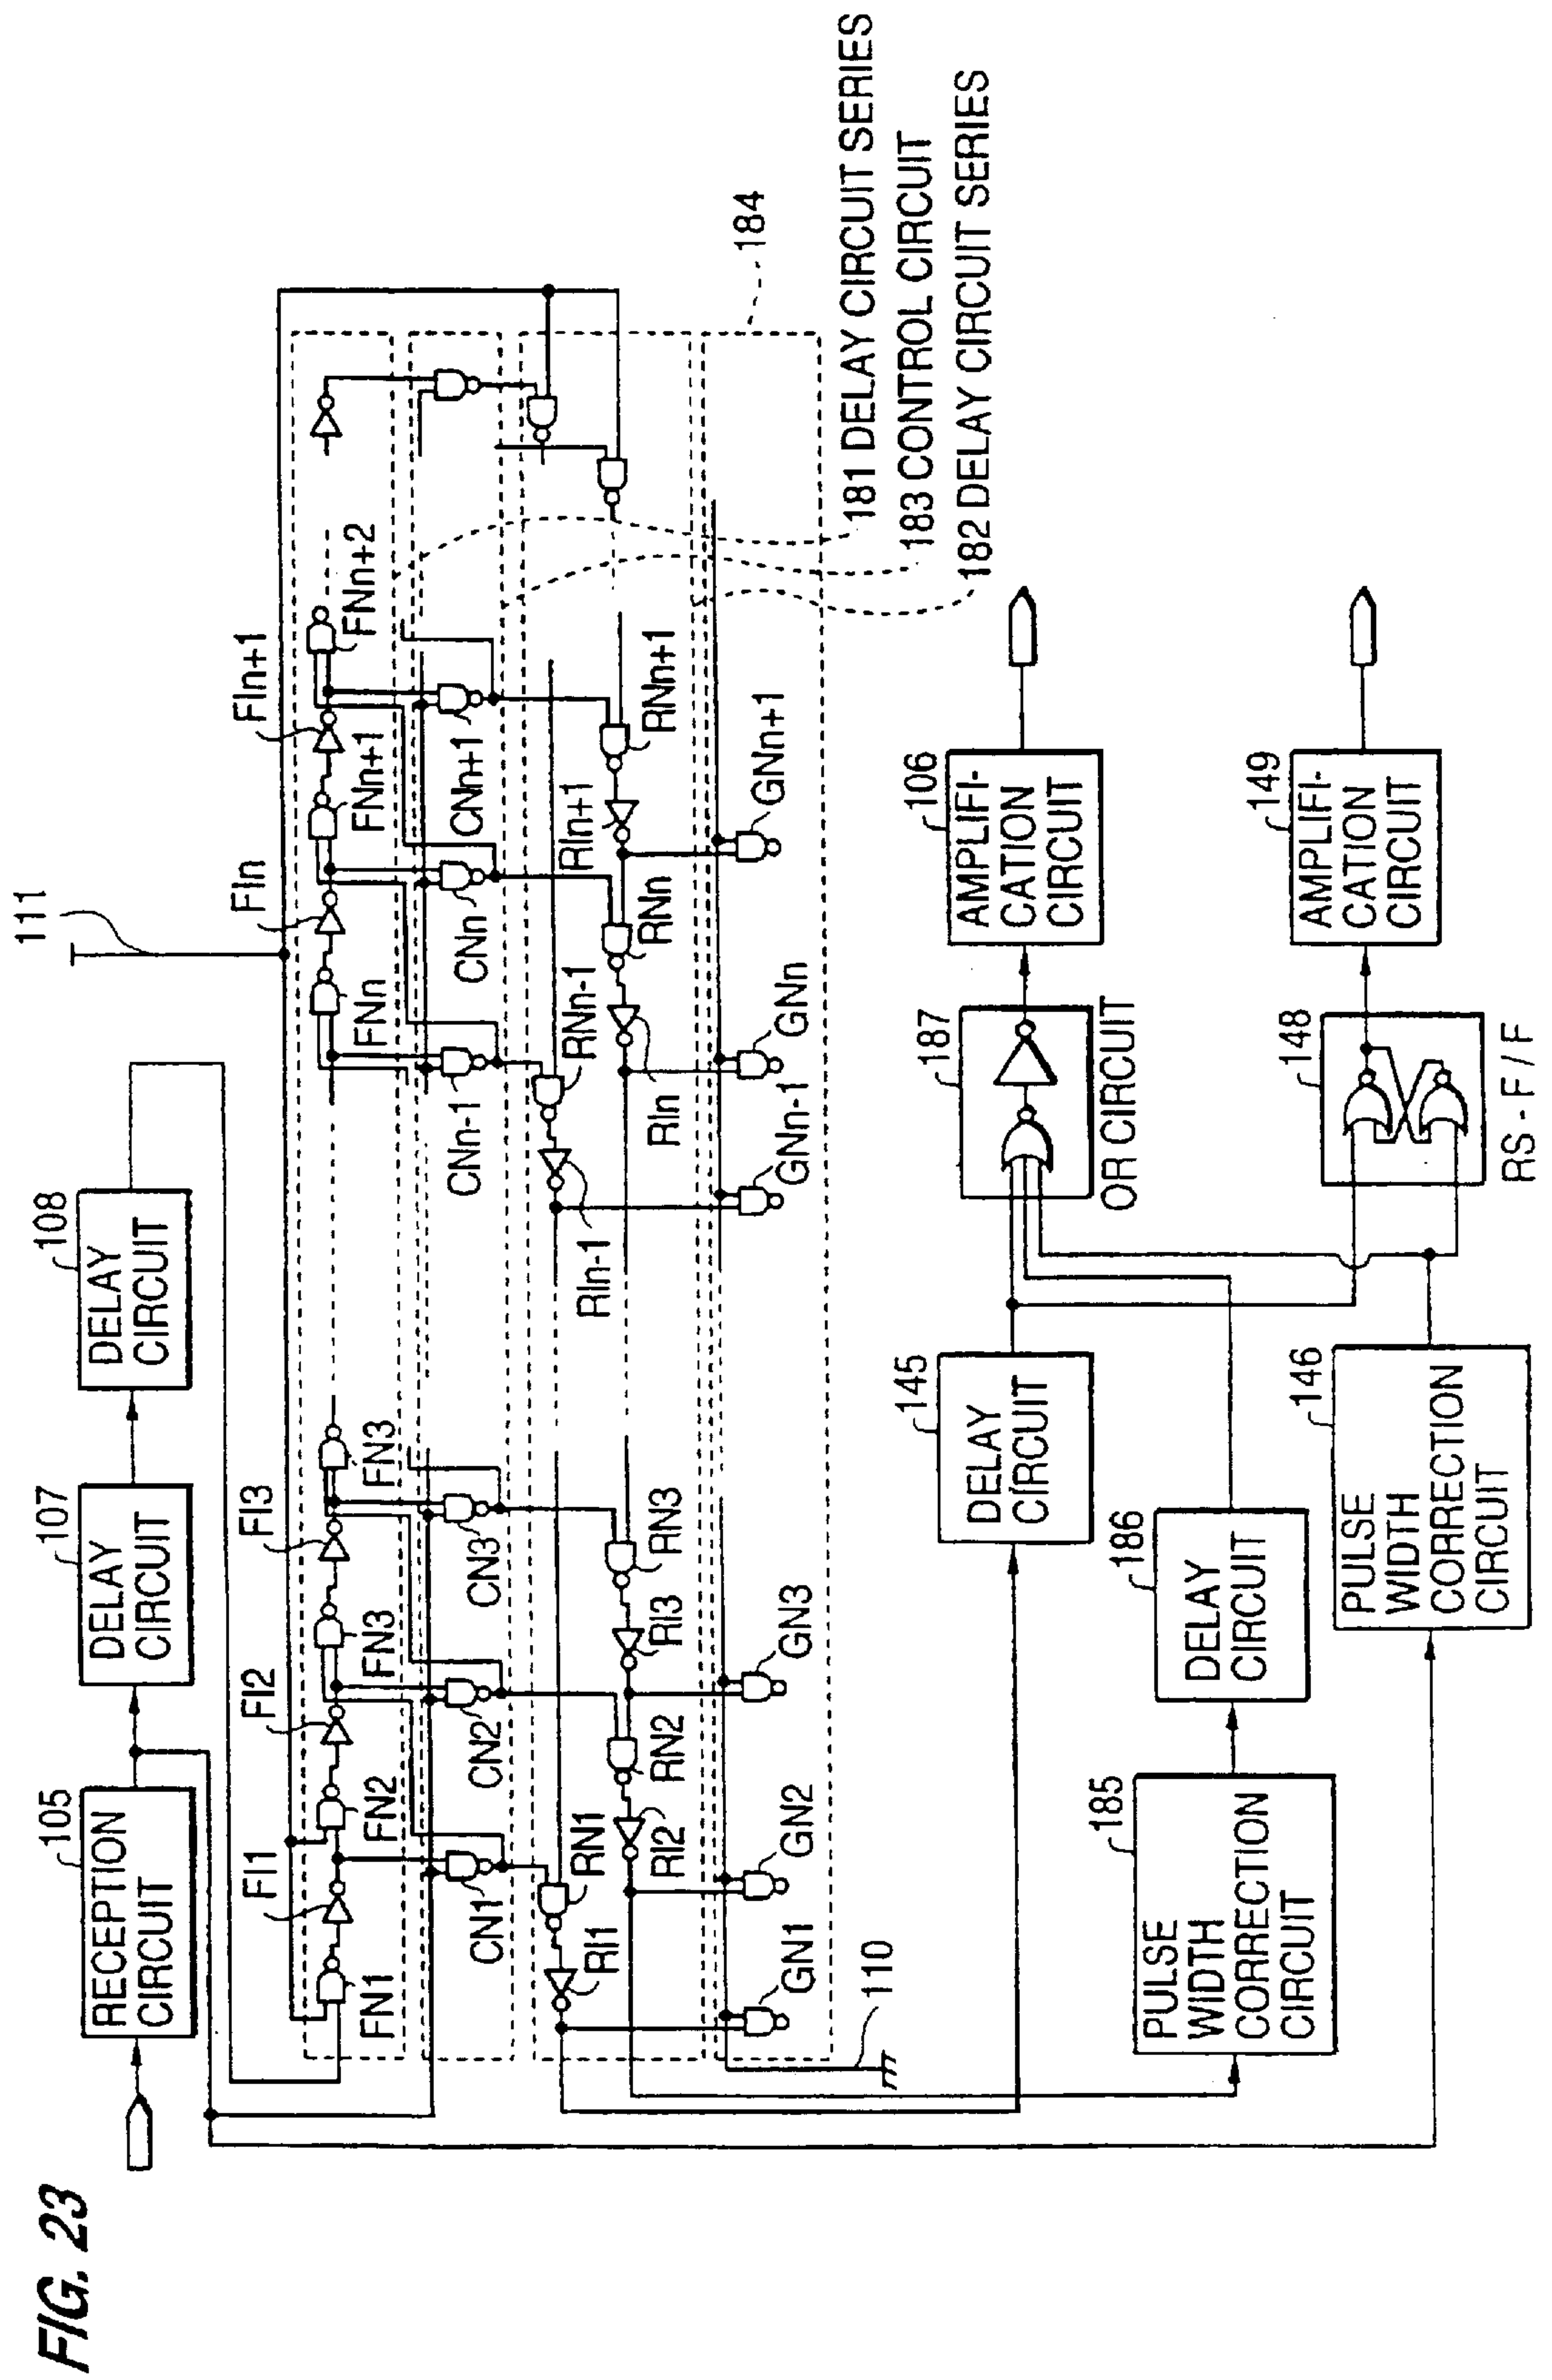 FIG. 23
105
RECEPTION
CIRCUIT
107
DELAY
CIRCUIT
108
DELAY
CIRCUIT
111
FI1
FI2
FI3
FIn
FIn+1
FN1
FN2
FN3
FN3
FNn
FNn+1
FNn+2
CN1
CN2
CN3
CNn-1
CNn
CNn+1
RN1
RN2
RN3
RNn-1
RNn
RNn+1
RI1
RI2
RI3
RIn-1
RIn
RIn+1
GN1
GN2
GN3
GNn-1
GNn
GNn+1
110
184
181 DELAY CIRCUIT SERIES
183 CONTROL CIRCUIT
182 DELAY CIRCUIT SERIES
145
DELAY
CIRCUIT
187
OR CIRCUIT
106
AMPLIFI-
CATION
CIRCUIT
185
PULSE
WIDTH
CORRECTION
CIRCUIT
186
DELAY
CIRCUIT
146
PULSE
WIDTH
CORRECTION
CIRCUIT
148
RS - F / F
149
AMPLIFI-
CATION
CIRCUIT